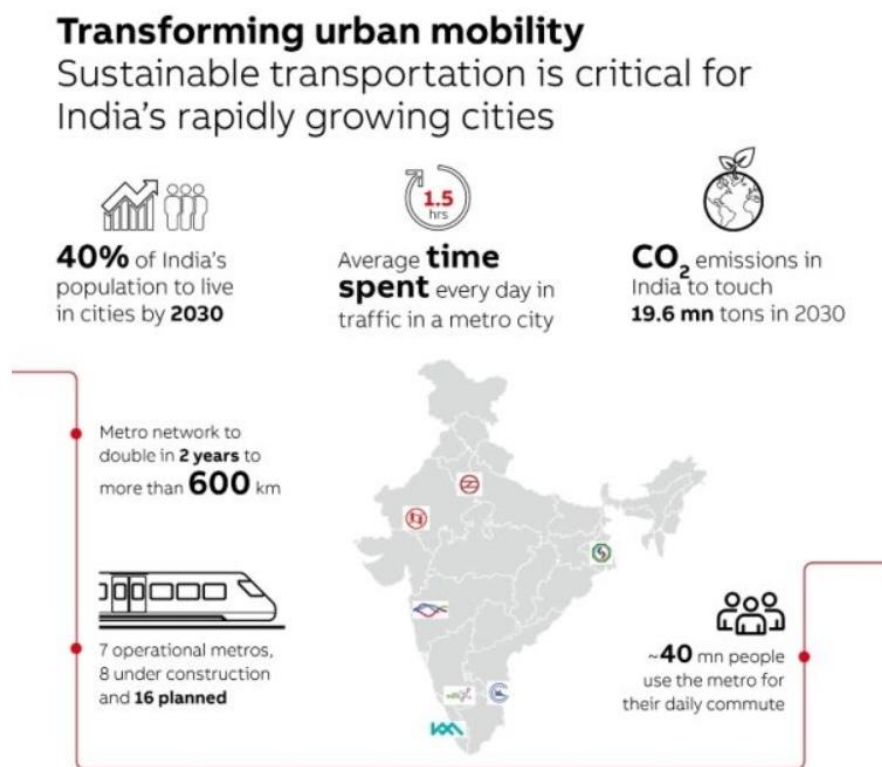 Transforming urban mobility
Sustainable transportation is critical for
India's rapidly growing cities
40% of India's
population to live
in cities by 2030
1.5
hrs
Average time
spent every day in
traffic in a metro city
CO₂ emissions in
India to touch
19.6 mn tons in 2030
Metro network to
double in 2 years to
more than 600 km
7 operational metros,
8 under construction
and 16 planned
~40 mn people
use the metro for
their daily commute